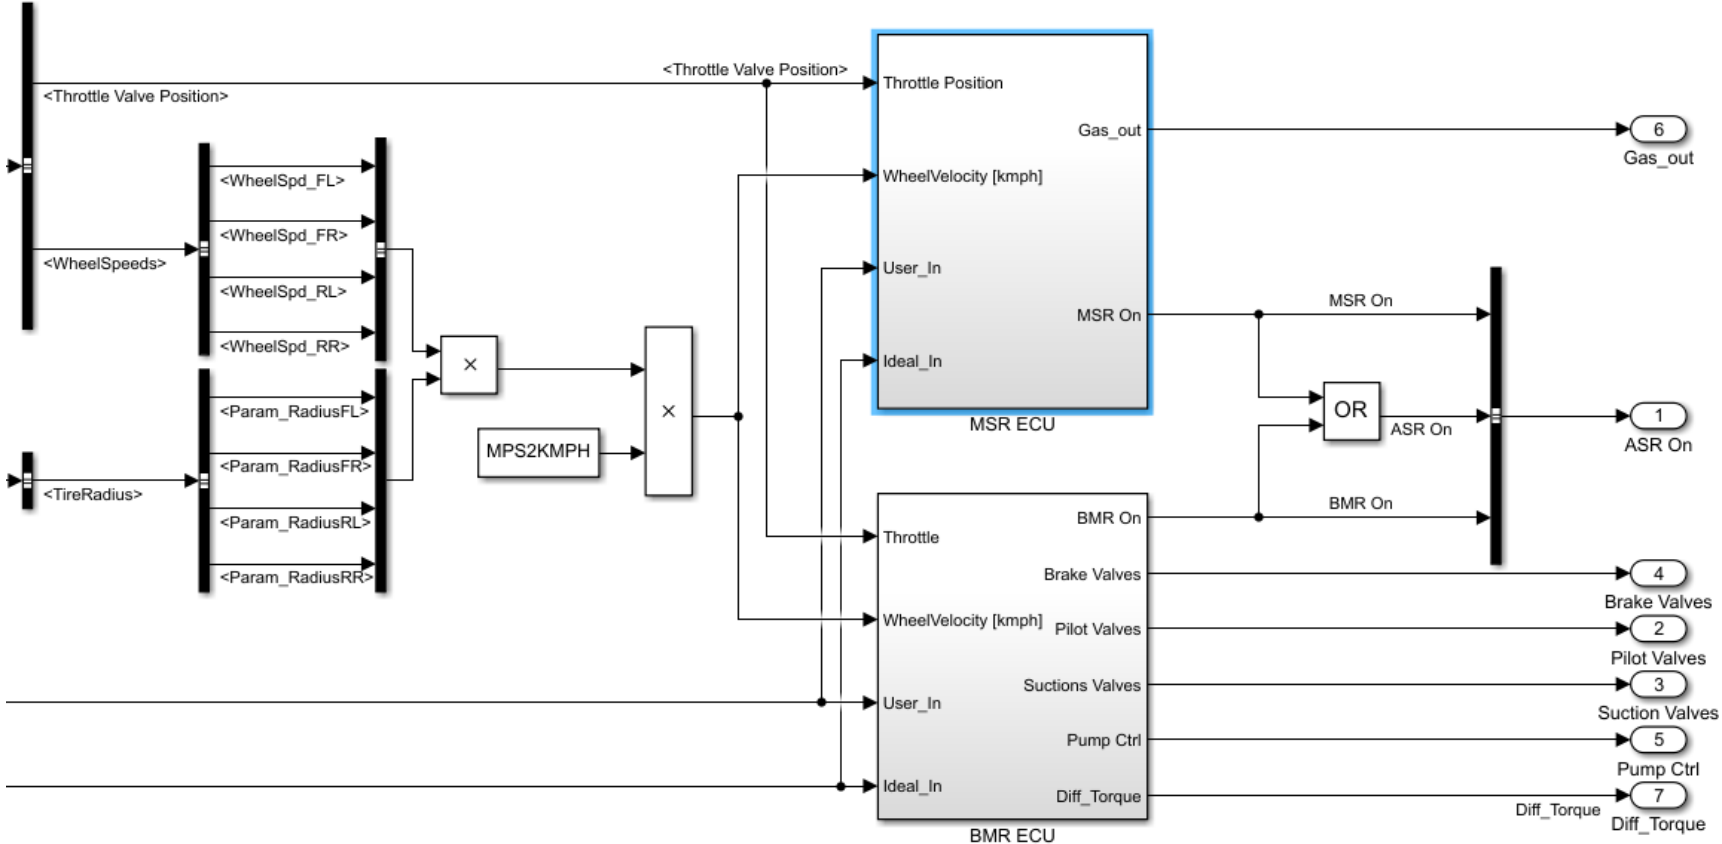 <Throttle Valve Position>
<Throttle Valve Position>
Throttle Position
Gas_out
6
Gas_out
<WheelSpd_FL>
WheelVelocity [kmph]
<WheelSpd_FR>
<WheelSpeeds>
User_In
<WheelSpd_RL>
MSR On
MSR On
<WheelSpd_RR>
×
Ideal_In
<Param_RadiusFL>
×
OR
ASR On
1
ASR On
MSR ECU
MPS2KMPH
<Param_RadiusFR>
<TireRadius>
<Param_RadiusRL>
<Param_RadiusRR>
BMR On
BMR On
Throttle
Brake Valves
4
Brake Valves
WheelVelocity [kmph]
Pilot Valves
2
Pilot Valves
Suctions Valves
3
Suction Valves
User_In
Pump Ctrl
5
Pump Ctrl
Ideal_In
Diff_Torque
Diff_Torque
7
Diff_Torque
BMR ECU